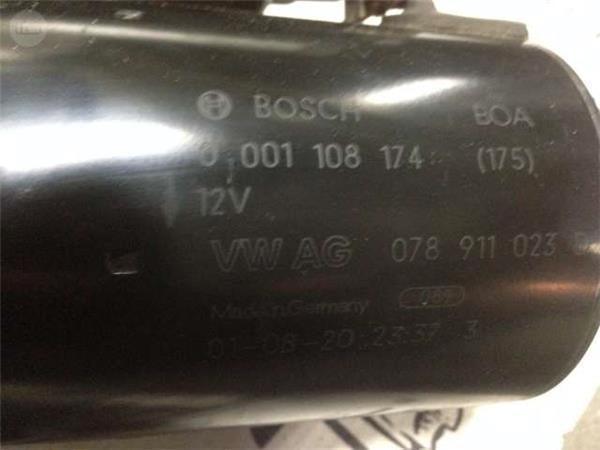 BOSCH BOA
0 001 108 174 (175)
12V
VW AG 078 911 023
Made in Germany
01-08-20 23:37 3